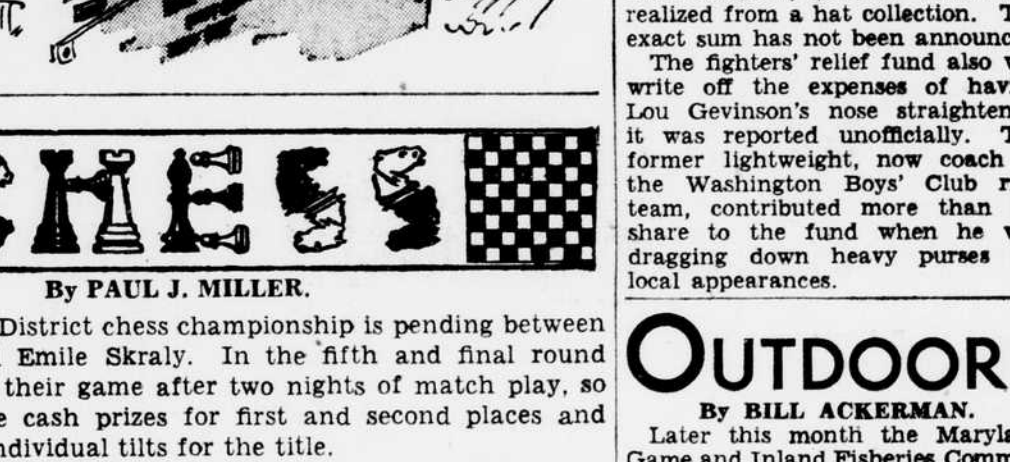 HESS
By PAUL J. MILLER.
District chess championship is pending between
Emile Skraly. In the fifth and final round
their game after two nights of match play, so
cash prizes for first and second places and
ndividual tilts for the title.
realized from a hat collection. T
exact sum has not been announc
The fighters' relief fund also w
write off the expenses of havi
Lou Gevinson's nose straighten
it was reported unofficially. T
former lightweight, now coach
the Washington Boys' Club r
team, contributed more than
share to the fund when he w
dragging down heavy purses
local appearances.
OUTDOOR
By BILL ACKERMAN.
Later this month the Maryla
Game and Inland Fisheries Comm